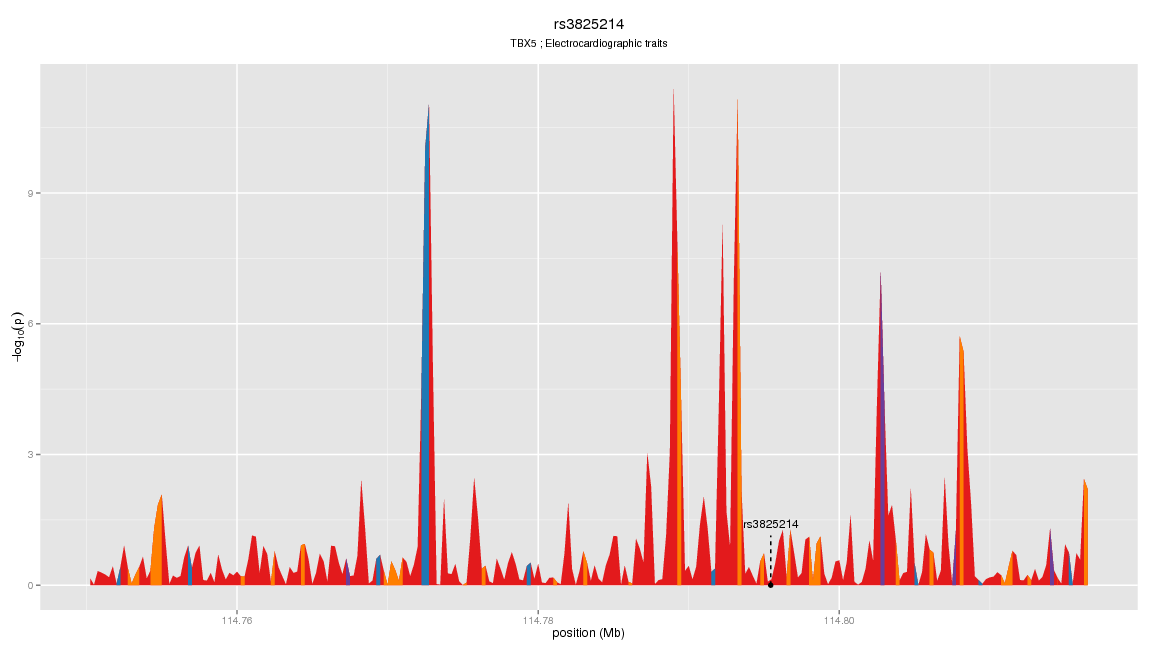 rs3825214
TBX5 ; Electrocardiographic traits
−log10(p)
9
6
3
0
rs3825214
114.76
114.78
114.80
position (Mb)